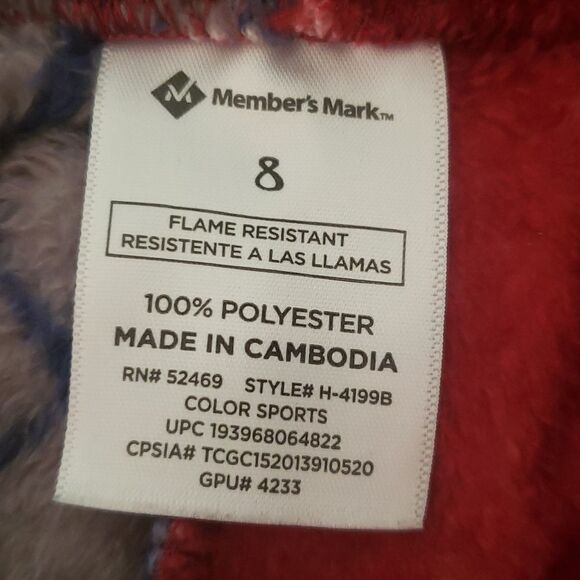 Member's Mark™
8
FLAME RESISTANT
RESISTENTE A LAS LLAMAS
100% POLYESTER
MADE IN CAMBODIA
RN# 52469 STYLE# H-4199B
COLOR SPORTS
UPC 193968064822
CPSIA# TCGC152013910520
GPU# 4233